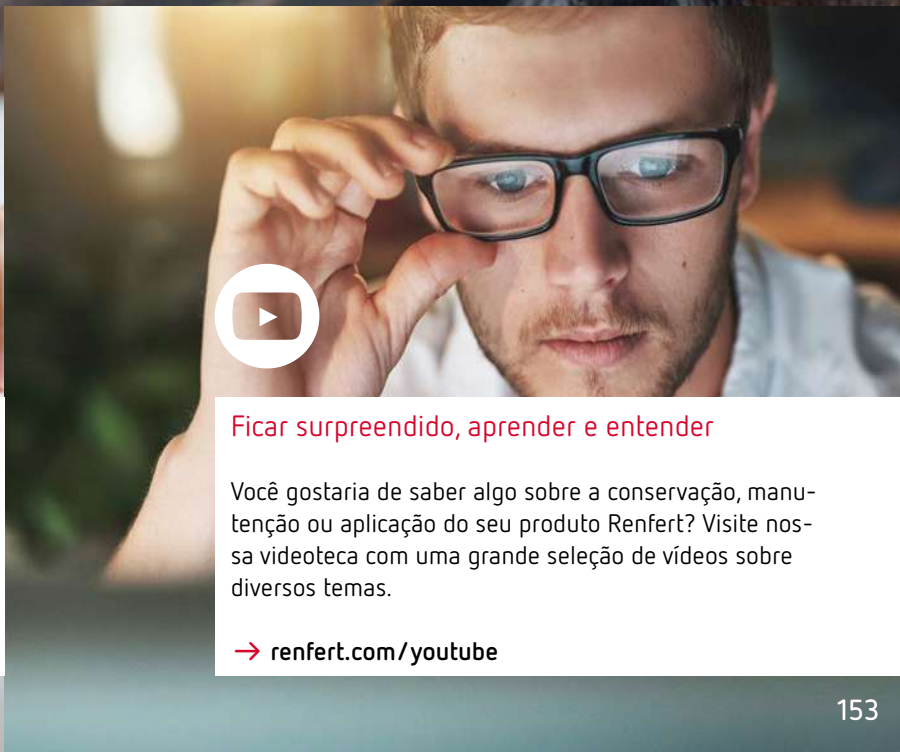 Ficar surpreendido, aprender e entender
Você gostaria de saber algo sobre a conservação, manu-
tenção ou aplicação do seu produto Renfert? Visite nos-
sa videoteca com uma grande seleção de vídeos sobre
diversos temas.
→ renfert.com/youtube
153